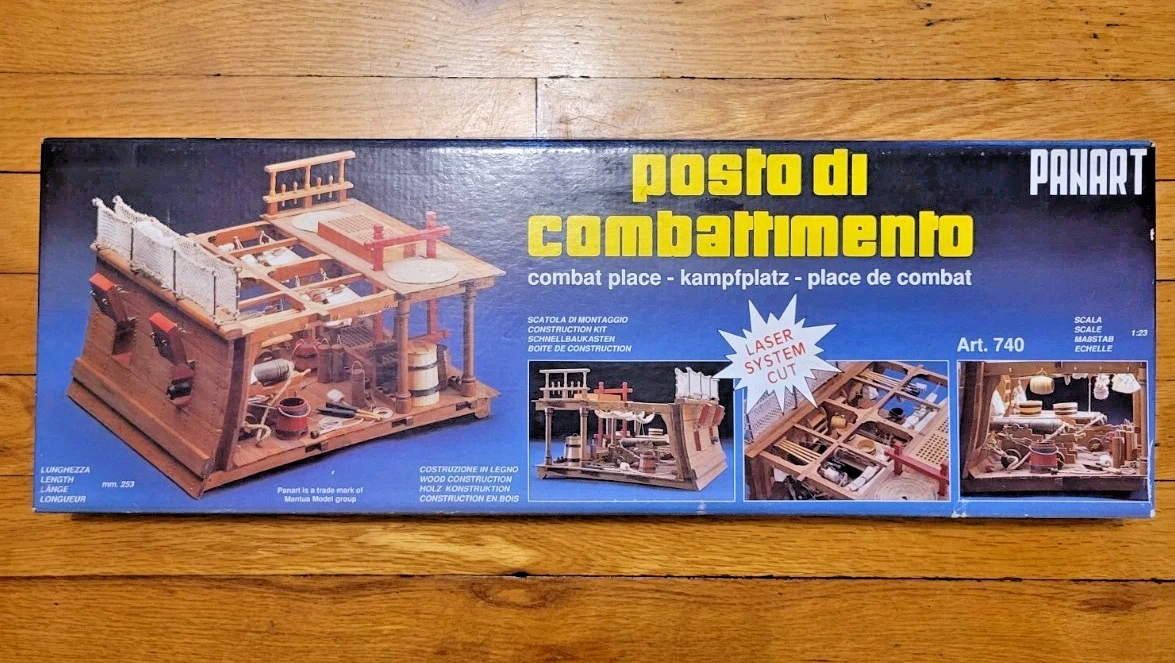 posto di
combattimento
PANART
combat place - kampfplatz - place de combat
SCATOLA DI MONTAGGIO
CONSTRUCTION KIT
SCHNELLBAUKASTEN
BOITE DE CONSTRUCTION
LASER
SYSTEM
CUT
Art. 740
SCALA
SCALE
MAßSTAB
ECHELLE
1:23
LUNGHEZZA
LENGTH
LÄNGE
LONGUEUR
mm. 253
Panart is a trade mark of
Mantua Model group
COSTRUZIONE IN LEGNO
WOOD CONSTRUCTION
HOLZ KONSTRUKTION
CONSTRUCTION EN BOIS